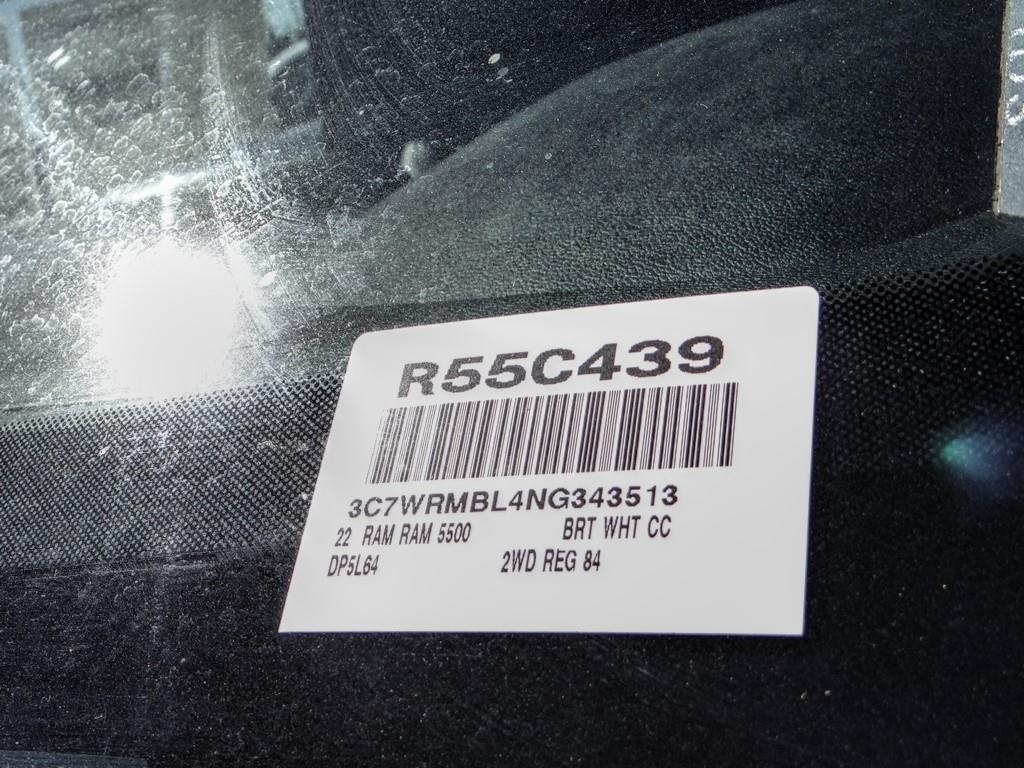 R55C439
3C7WRMBL4NG343513
22 RAM RAM 5500 BRT WHT CC
DP5L64 2WD REG 84